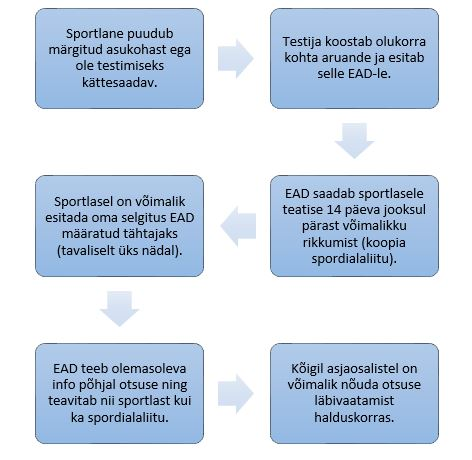 Sportlane puudub
märgitud asukohast ega
ole testimiseks
kättesaadav.
Testija koostab olukorra
kohta aruande ja esitab
selle EAD-le.
EAD saadab sportlasele
teatise 14 päeva jooksul
pärast võimalikku
rikkumist (koopia
spordialaliitu).
Sportlasel on võimalik
esitada oma selgitus EAD
määratud tähtajaks
(tavaliselt üks nädal).
EAD teeb olemasoleva
info põhjal otsuse ning
teavitab nii sportlast kui
ka spordialaliitu.
Kõigil asjaosalistel on
võimalik nõuda otsuse
läbivaatamist
halduskorras.